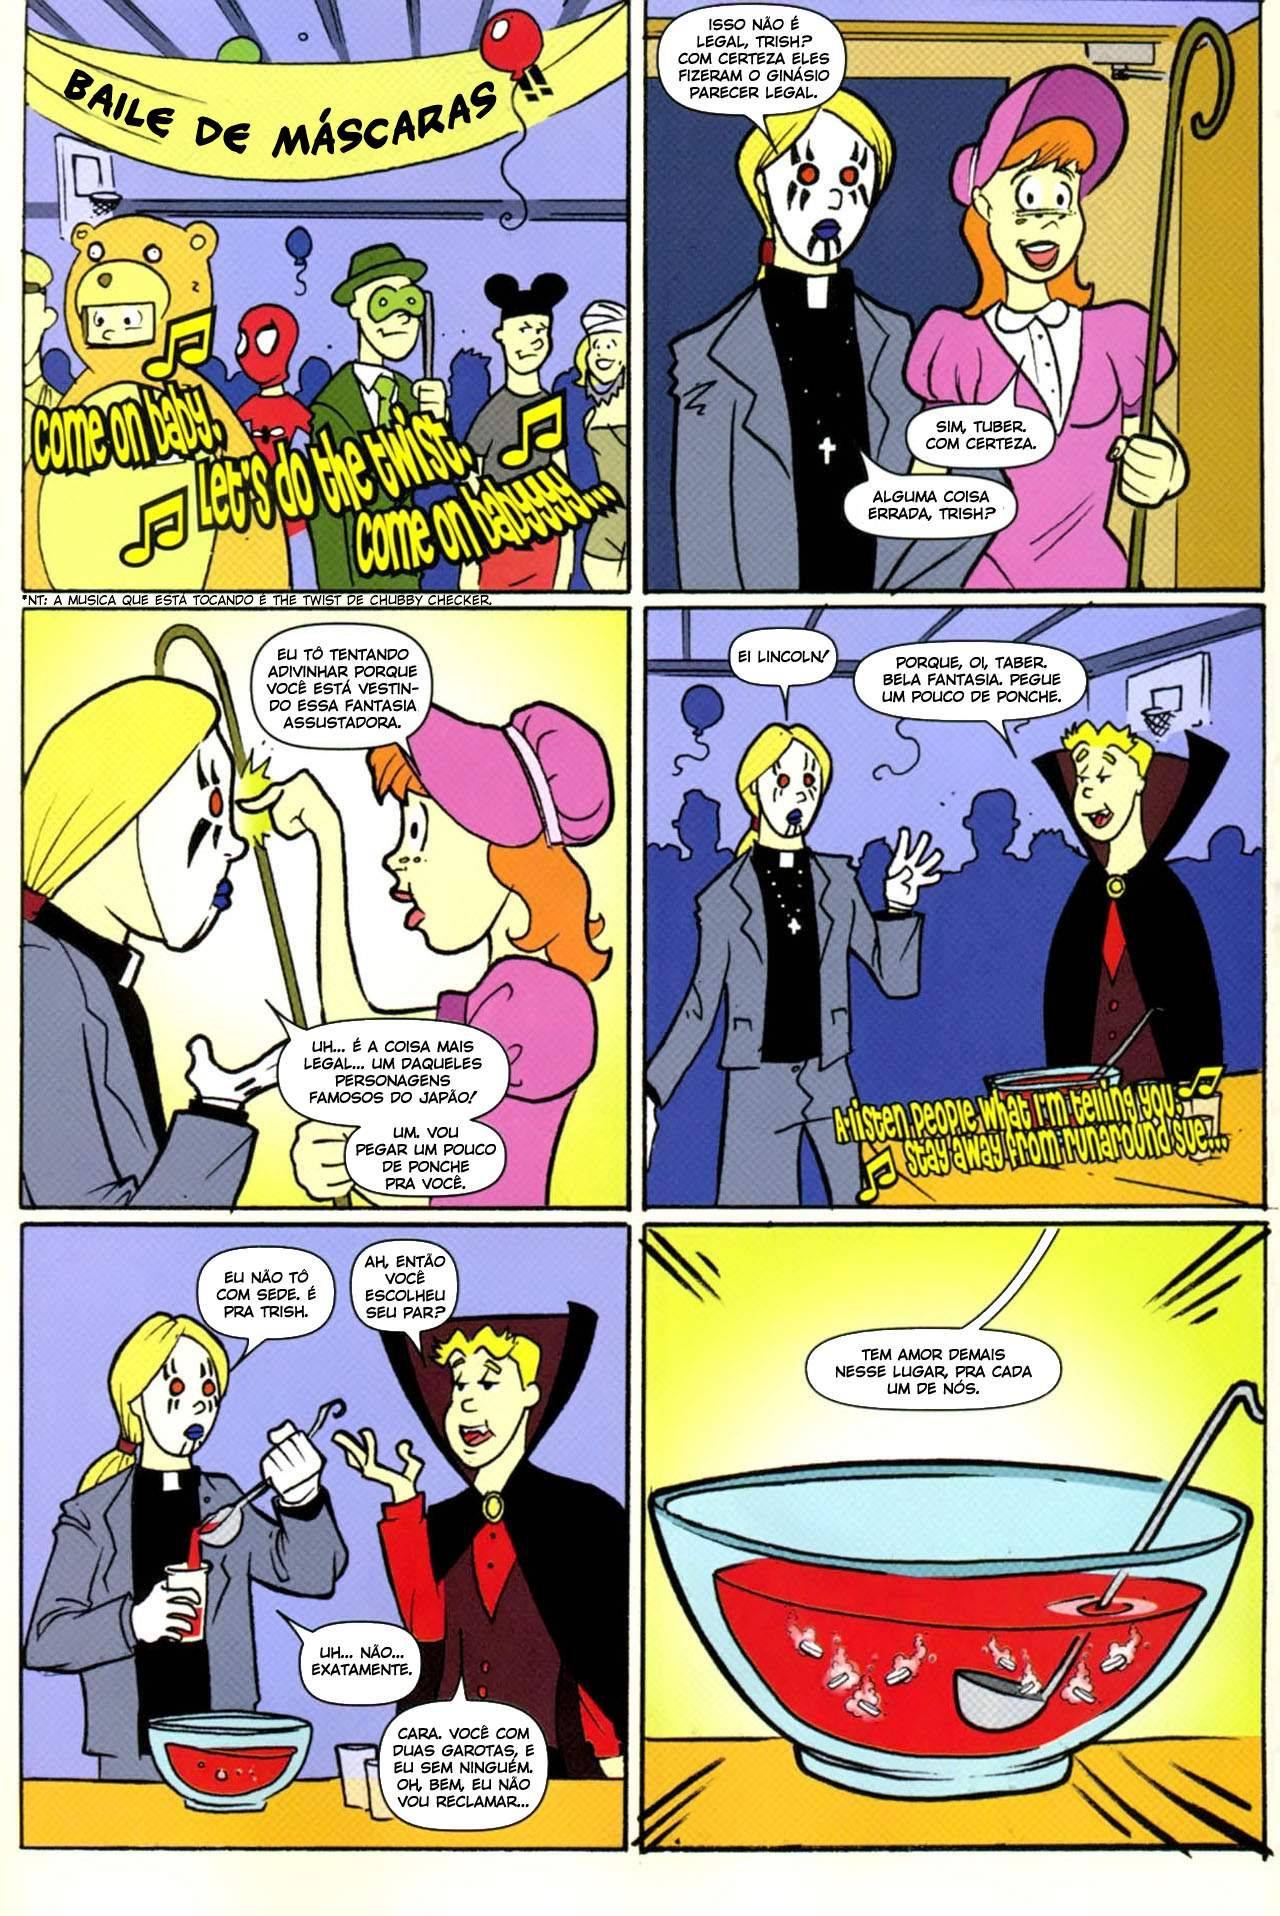 BAILE DE MÁSCARAS!!
COME ON BABY,
LET'S DO THE TWIST.
COME ON BABYYYY...
*NT: A MUSICA QUE ESTÁ TOCANDO É THE TWIST DE CHUBBY CHECKER.
ISSO NÃO É
LEGAL, TRISH?
COM CERTEZA ELES
FIZERAM O GINÁSIO
PARECER LEGAL.
SIM, TUBER.
COM CERTEZA.
ALGUMA COISA
ERRADA, TRISH?
EU TÔ TENTANDO
ADIVINHAR PORQUE
VOCÊ ESTÁ VESTIN-
DO ESSA FANTASIA
ASSUSTADORA.
UH... É A COISA MAIS
LEGAL... UM DAQUELES
PERSONAGENS
FAMOSOS DO JAPÃO!
UM. VOU
PEGAR UM POUCO
DE PONCHE
PRA VOCÊ.
EI LINCOLN!
PORQUE, OI, TABER.
BELA FANTASIA. PEGUE
UM POUCO DE PONCHE.
A-LISTEN PEOPLE WHAT I'M TELLING YOU.
STAY AWAY FROM RUNAROUND SUE...
EU NÃO TÔ
COM SEDE. É
PRA TRISH.
AH, ENTÃO
VOCÊ
ESCOLHEU
SEU PAR?
UH... NÃO...
EXATAMENTE.
CARA. VOCÊ COM
DUAS GAROTAS, E
EU SEM NINGUÉM.
OH, BEM, EU NÃO
VOU RECLAMAR...
TEM AMOR DEMAIS
NESSE LUGAR, PRA CADA
UM DE NÓS.